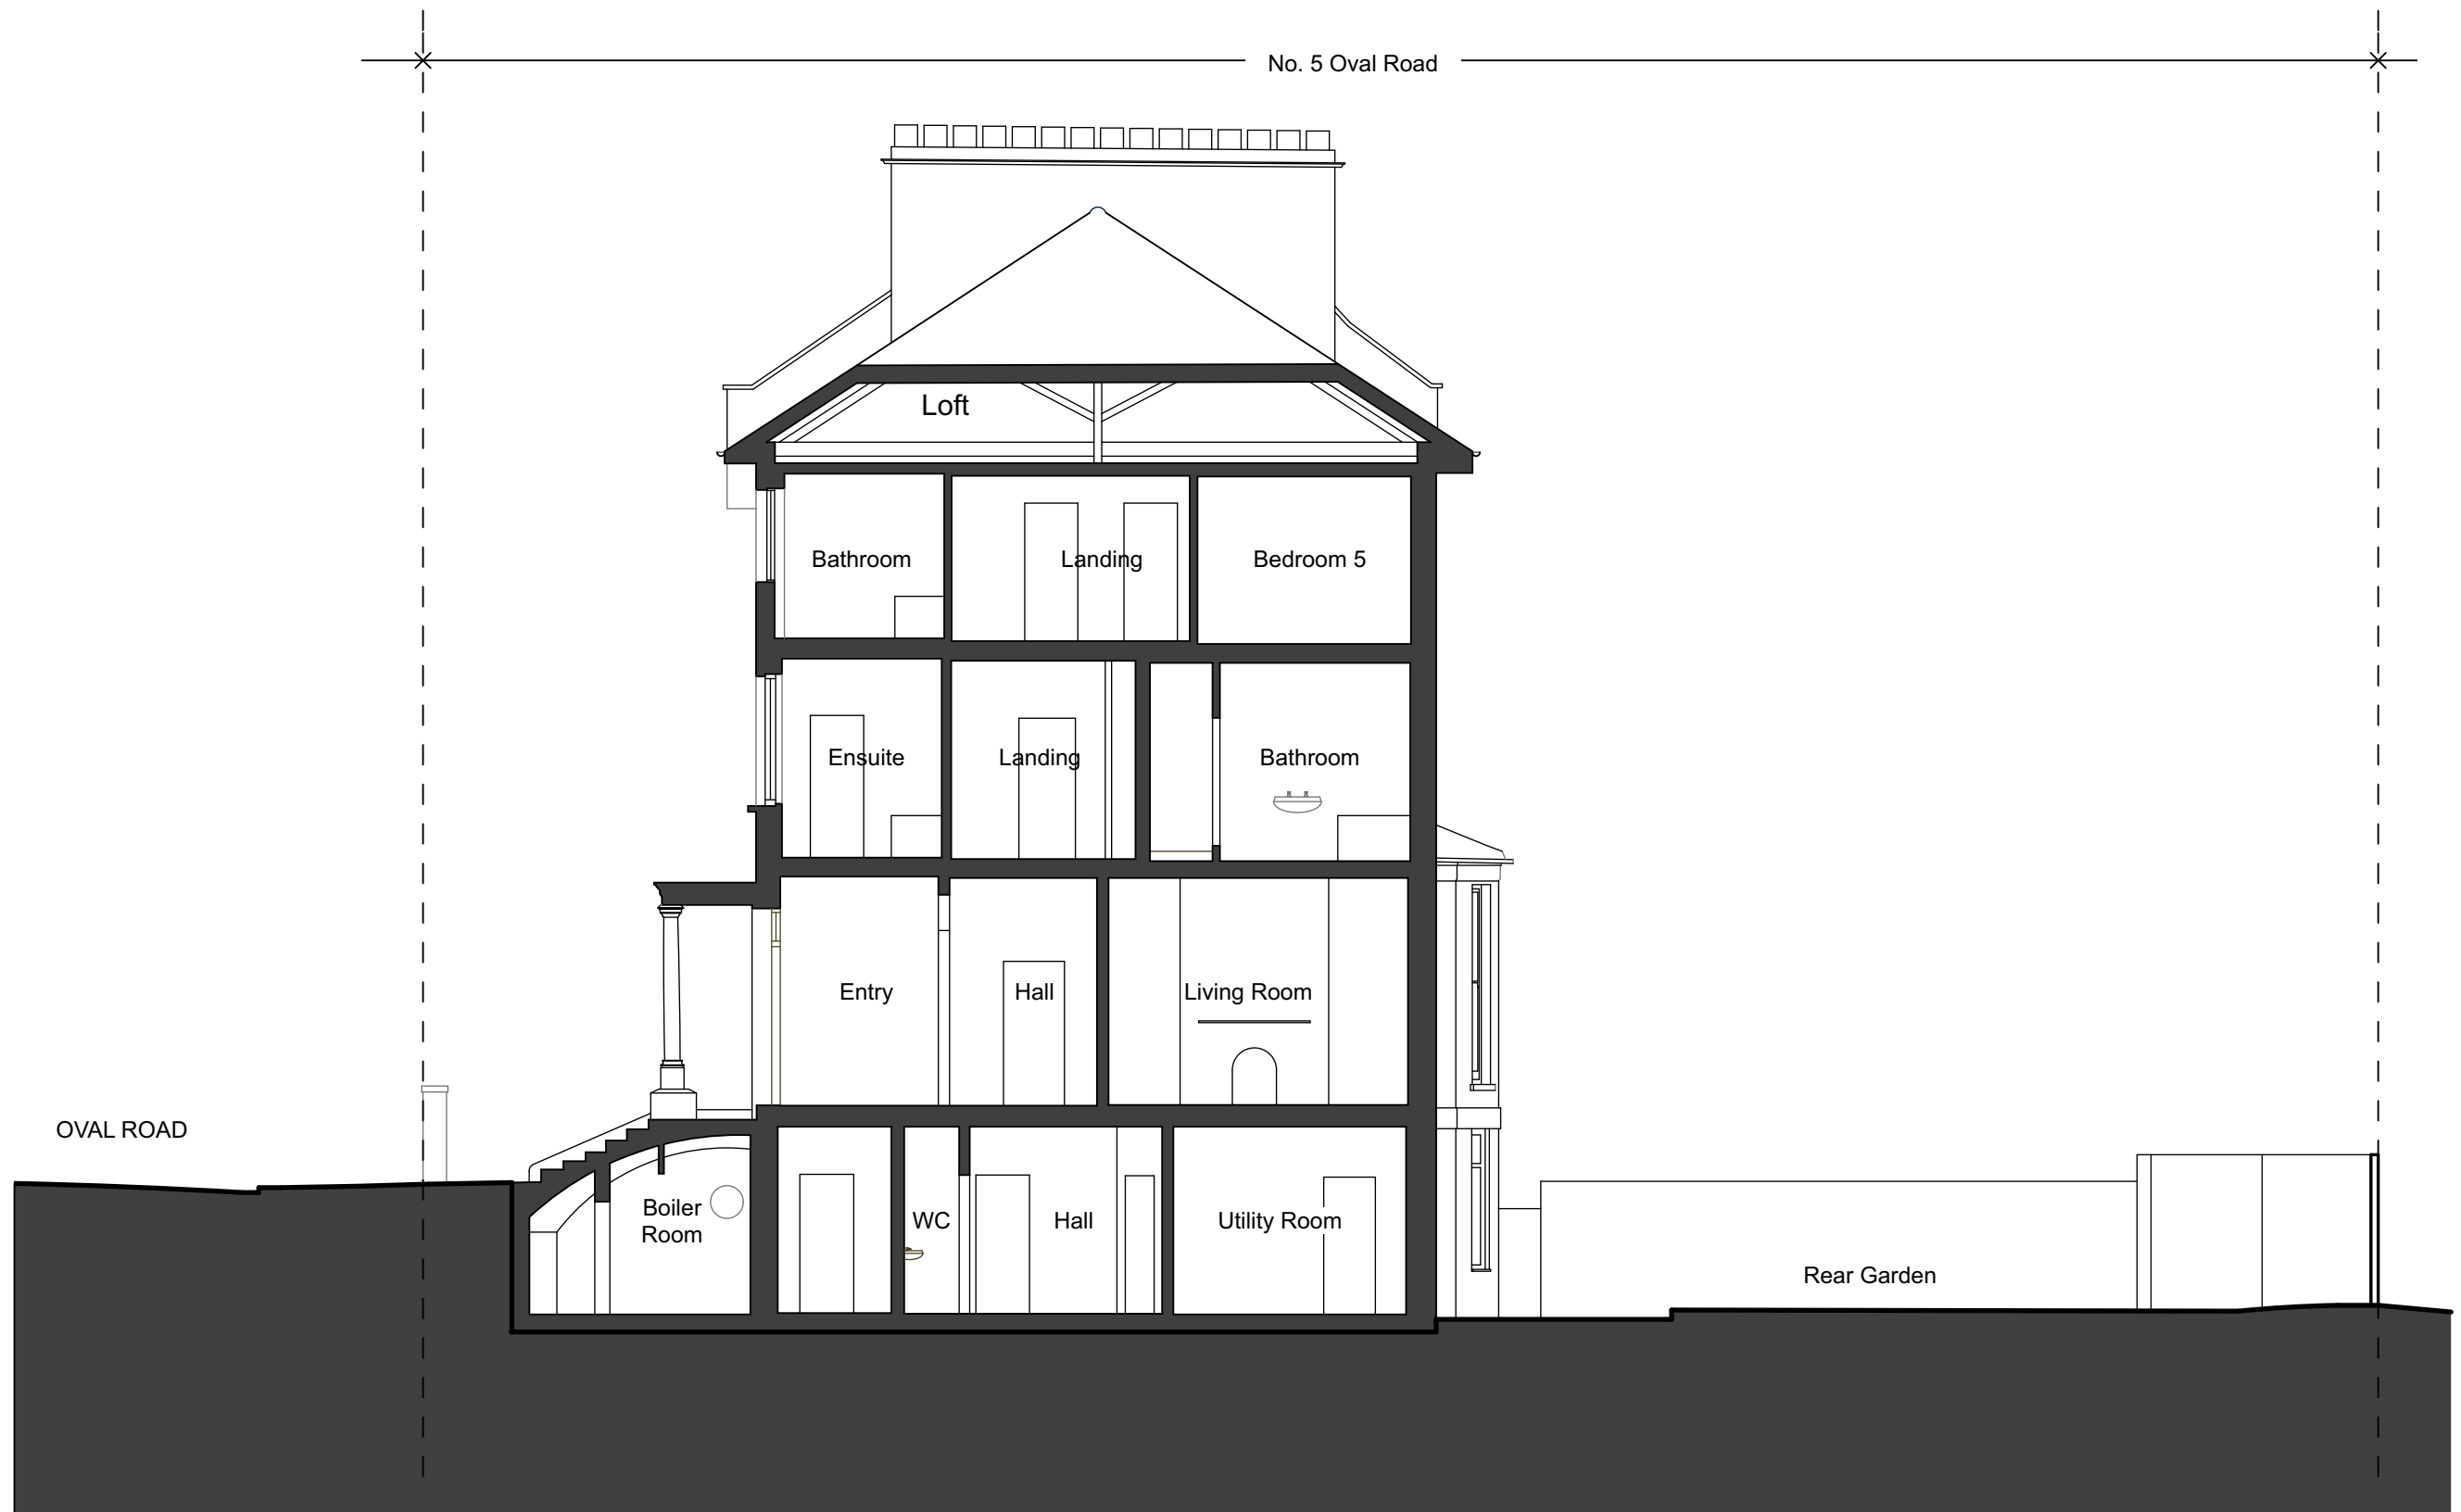 No. 5 Oval Road
Loft
Bathroom
Landing
Bedroom 5
Ensuite
Landing
Bathroom
Entry
Hall
Living Room
OVAL ROAD
Boiler
Room
WC
Hall
Utility Room
Rear Garden